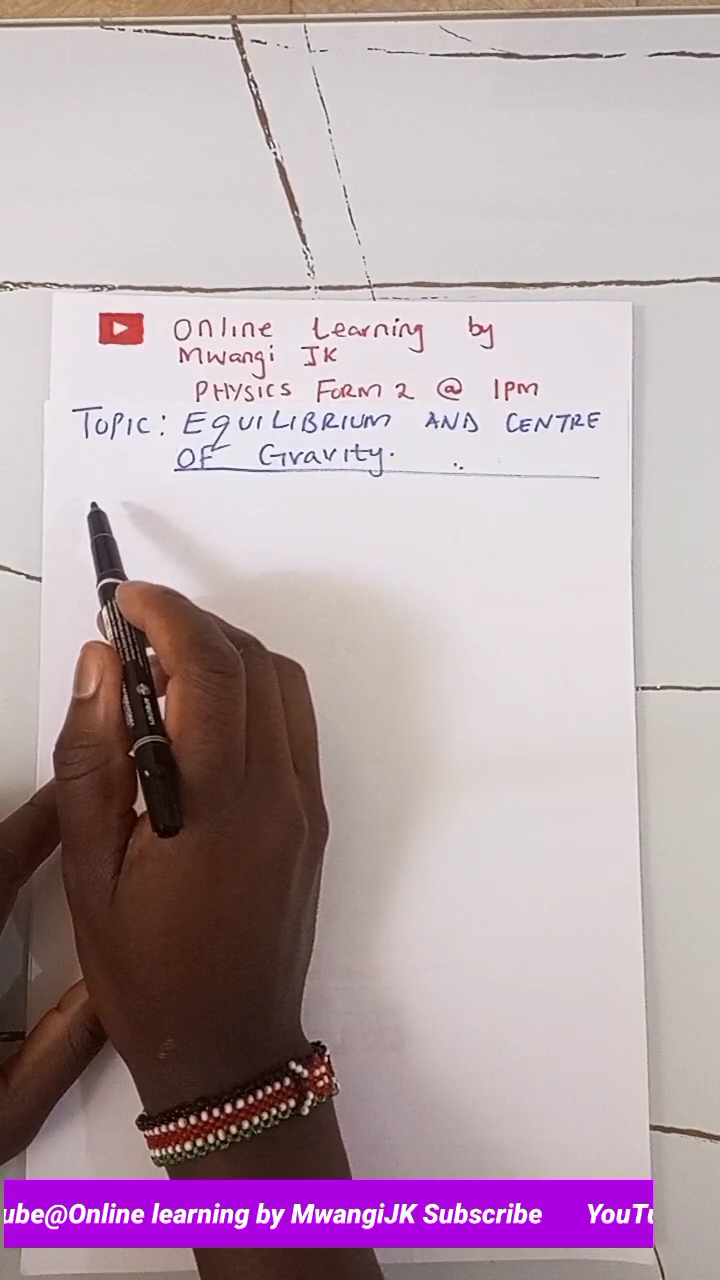 Online Learning by
Mwangi JK
PHYSICS FORM 2 @ 1PM
TOPIC: EQUILIBRIUM AND CENTRE
OF Gravity.
ube@Online learning by MwangiJK Subscribe YouTu